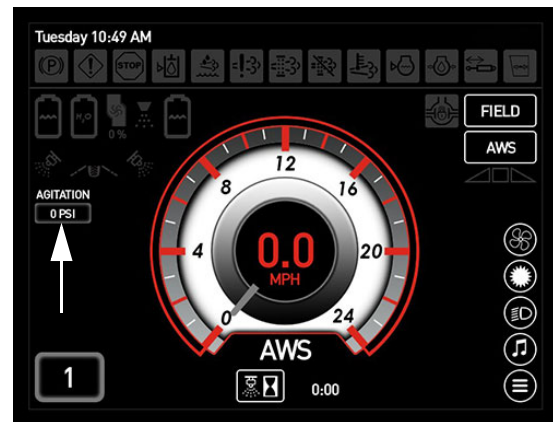 Tuesday 10:49 AM
P
STOP
H₂O
0 %
FIELD
AWS
AGITATION
0 PSI
0
4
8
12
16
20
24
0.0
MPH
AWS
1
0:00